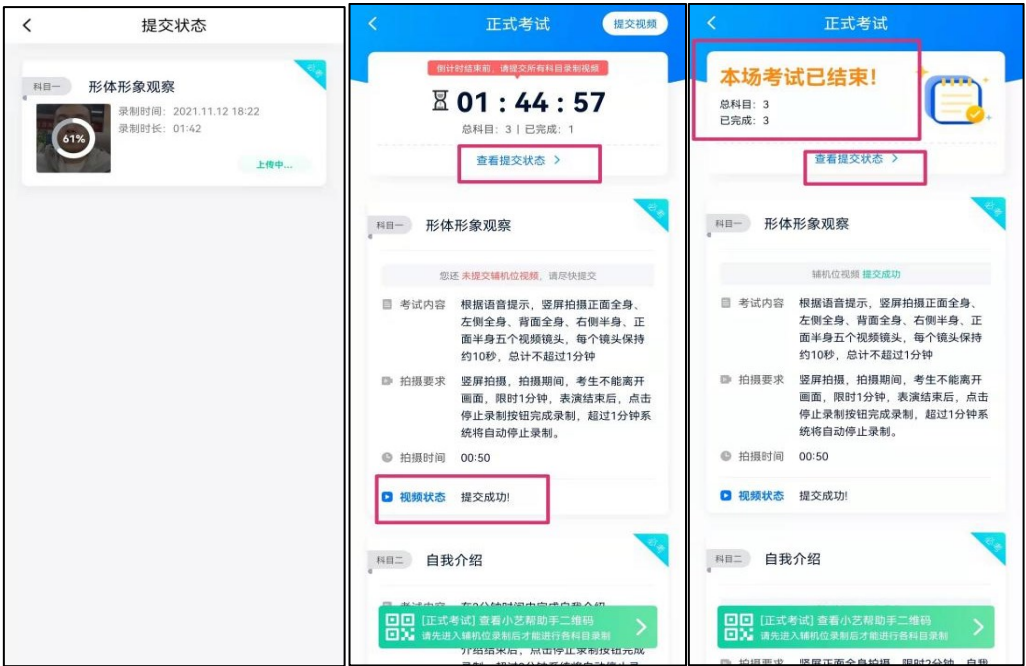 提交状态
必考
科目一 形体形象观察
录制时间: 2021.11.12 18:22
录制时长: 01:42
61%
上传中...
正式考试
提交视频
倒计时结束前, 请提交所有科目录制视频
01 : 44 : 57
总科目: 3 | 已完成: 1
查看提交状态 >
必考
科目一 形体形象观察
您还 未提交辅机位视频, 请尽快提交
考试内容 根据语音提示, 竖屏拍摄正面全身、
左侧全身、背面全身、右侧半身、正
面半身五个视频镜头, 每个镜头保持
约10秒, 总计不超过1分钟
拍摄要求 竖屏拍摄, 拍摄期间, 考生不能离开
画面, 限时1分钟, 表演结束后, 点击
停止录制按钮完成录制, 超过1分钟系
统将自动停止录制。
拍摄时间 00:50
视频状态 提交成功!
必考
科目二 自我介绍
[正式考试] 查看小艺帮助手二维码
请先进入辅机位录制后才能进行各科目录制
介绍结束后, 点击停止录制按钮完成
正式考试
本场考试已结束!
总科目: 3
已完成: 3
查看提交状态 >
必考
科目一 形体形象观察
辅机位视频 提交成功
考试内容 根据语音提示, 竖屏拍摄正面全身、
左侧全身、背面全身、右侧半身、正
面半身五个视频镜头, 每个镜头保持
约10秒, 总计不超过1分钟
拍摄要求 竖屏拍摄, 拍摄期间, 考生不能离开
画面, 限时1分钟, 表演结束后, 点击
停止录制按钮完成录制, 超过1分钟系
统将自动停止录制。
拍摄时间 00:50
视频状态 提交成功!
必考
科目二 自我介绍
[正式考试] 查看小艺帮助手二维码
请先进入辅机位录制后才能进行各科目录制